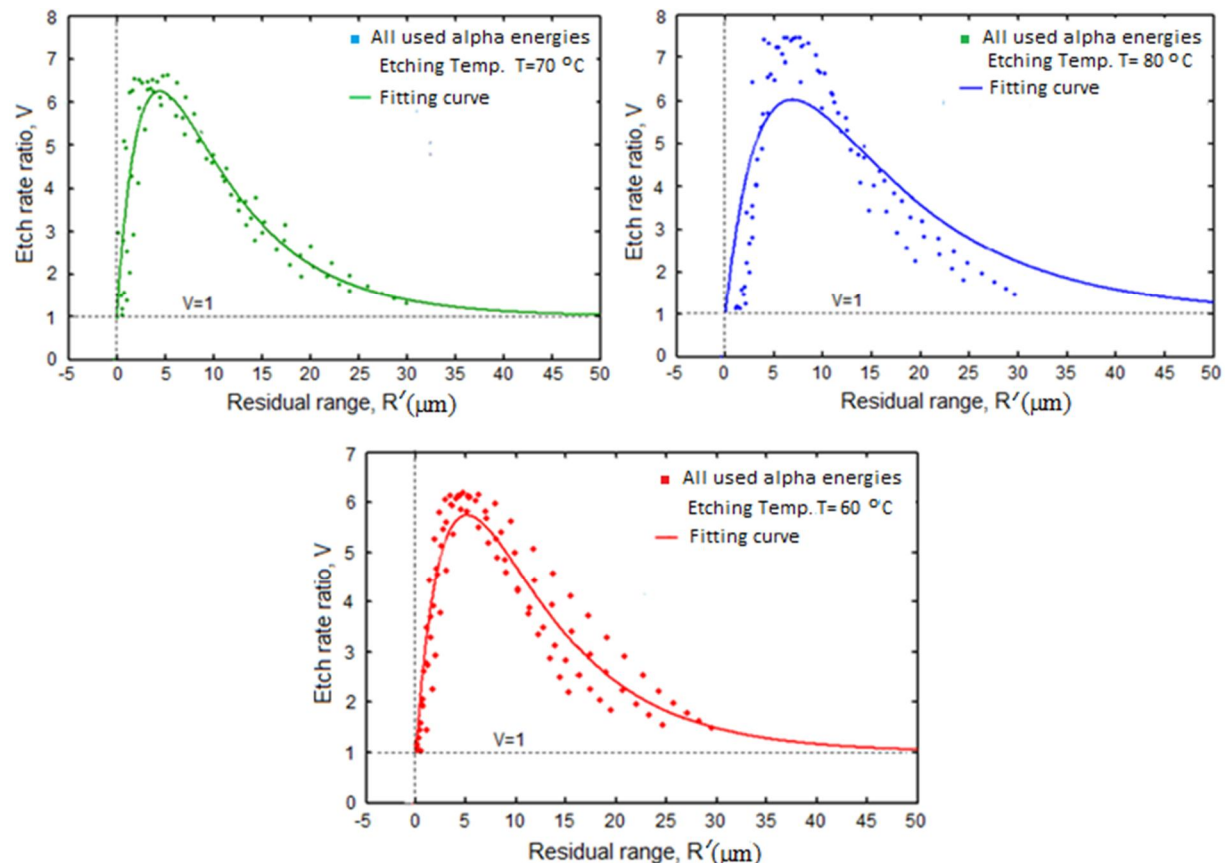 8
7
6
5
4
3
2
1
0
Etch rate ratio, V
All used alpha energies
Etching Temp. T=70 °C
Fitting curve
V=1
-5 0 5 10 15 20 25 30 35 40 45 50
Residual range, R′(μm)
8
7
6
5
4
3
2
1
0
Etch rate ratio, V
All used alpha energies
Etching Temp. T= 80 °C
Fitting curve
V=1
-5 0 5 10 15 20 25 30 35 40 45 50
Residual range, R′(μm)
7
6
5
4
3
2
1
0
Etch rate ratio, V
All used alpha energies
Etching Temp. T= 60 °C
Fitting curve
V=1
-5 0 5 10 15 20 25 30 35 40 45 50
Residual range, R′(μm)